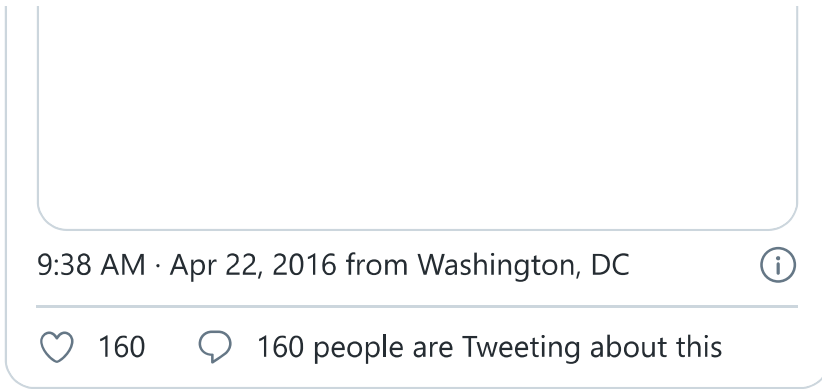 9:38 AM · Apr 22, 2016 from Washington, DC
160 160 people are Tweeting about this